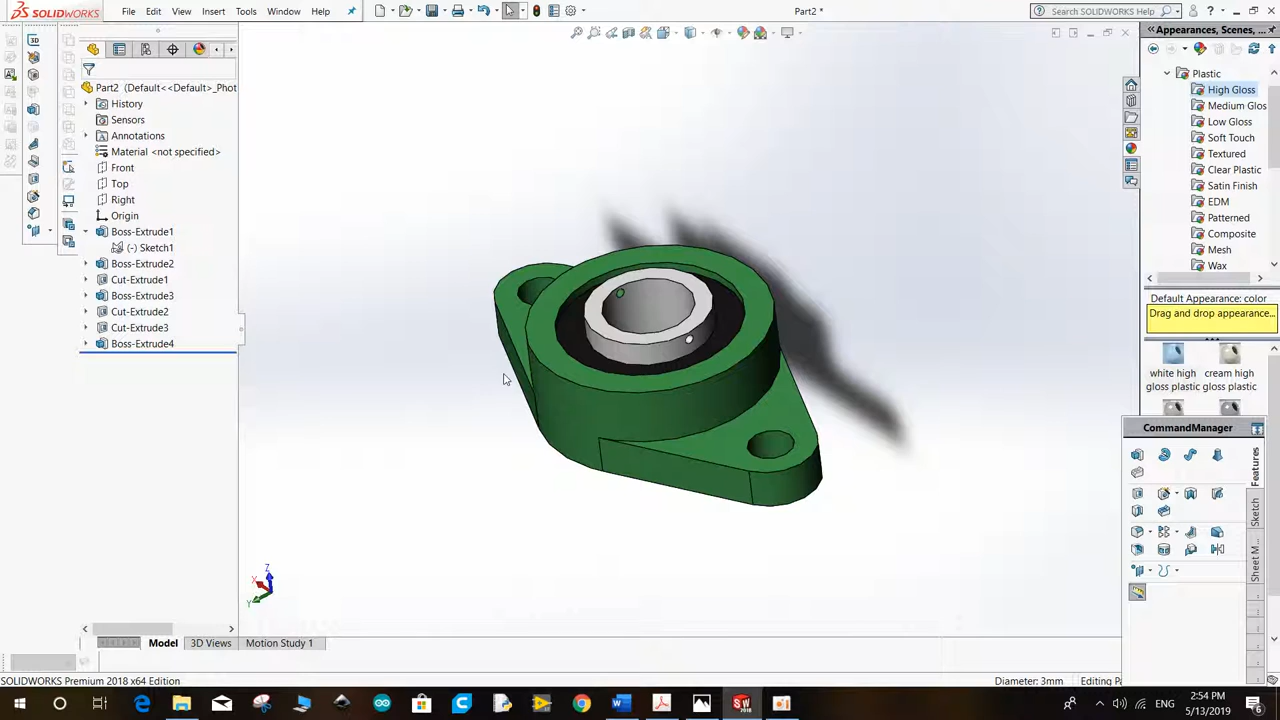 SOLIDWORKS
File
Edit
View
Insert
Tools
Window
Help
Part2 *
Search SOLIDWORKS Help
Part2 (Default<<Default>_Phot
History
Sensors
Annotations
Material <not specified>
Front
Top
Right
Origin
Boss-Extrude1
(-) Sketch1
Boss-Extrude2
Cut-Extrude1
Boss-Extrude3
Cut-Extrude2
Cut-Extrude3
Boss-Extrude4
Appearances, Scenes,
Plastic
High Gloss
Medium Glos
Low Gloss
Soft Touch
Textured
Clear Plastic
Satin Finish
EDM
Patterned
Composite
Mesh
Wax
Default Appearance: color
Drag and drop appearance...
white high
gloss plastic
cream high
gloss plastic
CommandManager
Features
Sketch
Sheet M...
Z
X
Y
Model
3D Views
Motion Study 1
SOLIDWORKS Premium 2018 x64 Edition
Diameter: 3mm
Editing Pa
ENG
2:54 PM
5/13/2019